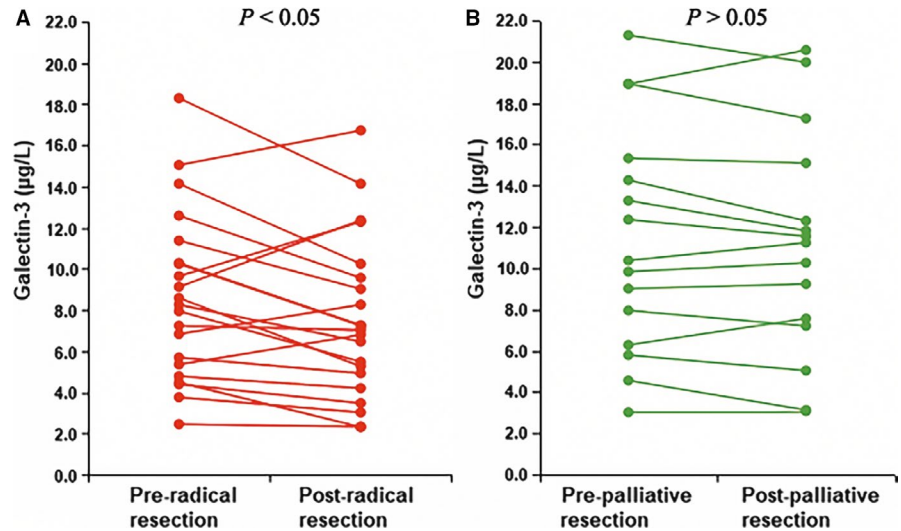 A
P < 0.05
22.0
20.0
18.0
16.0
14.0
12.0
10.0
8.0
6.0
4.0
2.0
0.0
Galectin-3 (µg/L)
Pre-radical
resection
Post-radical
resection
B
P > 0.05
22.0
20.0
18.0
16.0
14.0
12.0
10.0
8.0
6.0
4.0
2.0
0.0
Galectin-3 (µg/L)
Pre-palliative
resection
Post-palliative
resection